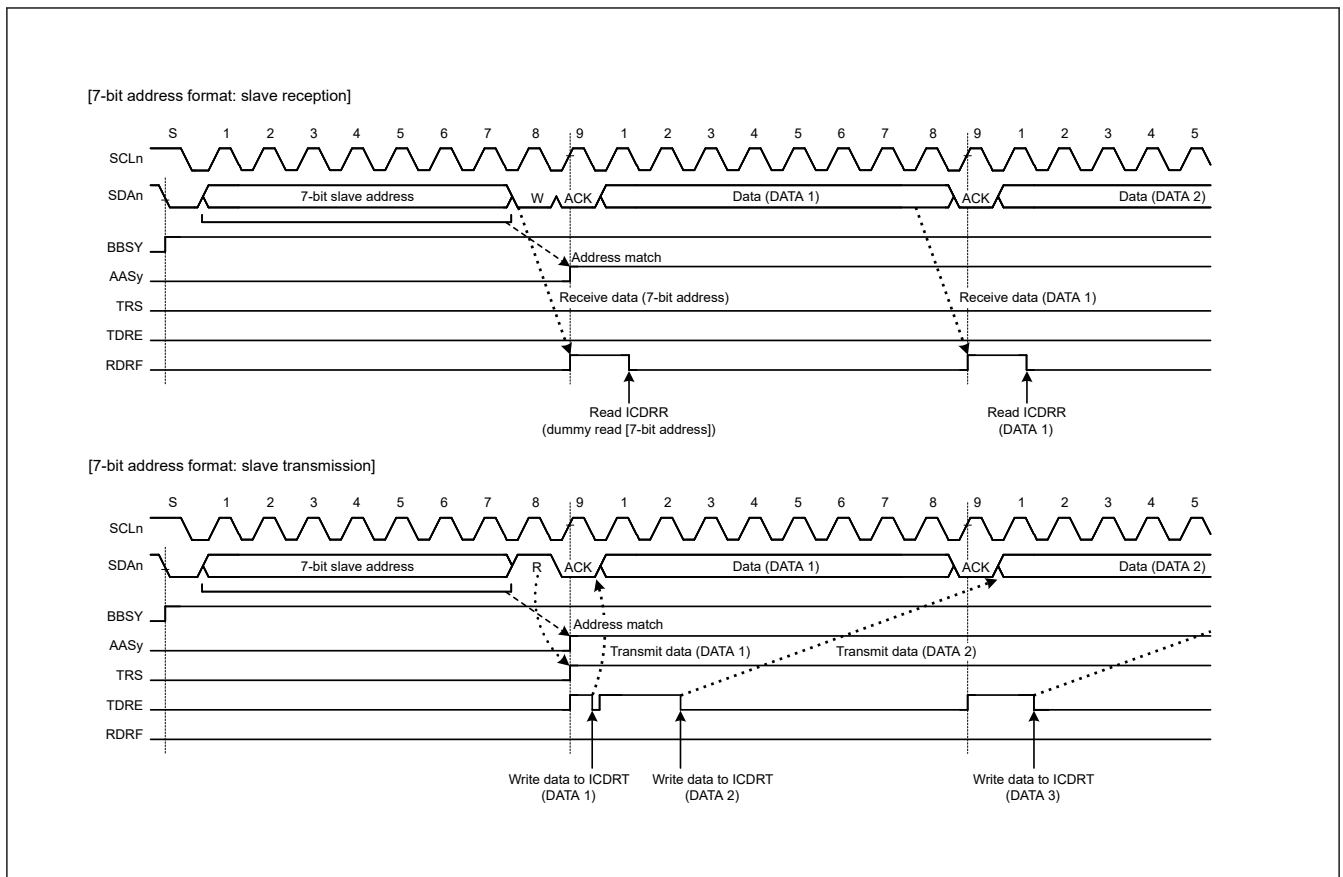 [7-bit address format: slave reception]
S 1 2 3 4 5 6 7 8 9 1 2 3 4 5 6 7 8 9 1 2 3 4 5
SCLn
SDAn 7-bit slave address W ACK Data (DATA 1) ACK Data (DATA 2)
BBSY
Address match
AASy
Receive data (7-bit address) Receive data (DATA 1)
TRS
TDRE
RDRF
Read ICDRR Read ICDRR
(dummy read [7-bit address]) (DATA 1)
[7-bit address format: slave transmission]
S 1 2 3 4 5 6 7 8 9 1 2 3 4 5 6 7 8 9 1 2 3 4 5
SCLn
SDAn 7-bit slave address R ACK Data (DATA 1) ACK Data (DATA 2)
BBSY
Address match
AASy
Transmit data (DATA 1) Transmit data (DATA 2)
TRS
TDRE
RDRF
Write data to ICDRT Write data to ICDRT Write data to ICDRT
(DATA 1) (DATA 2) (DATA 3)